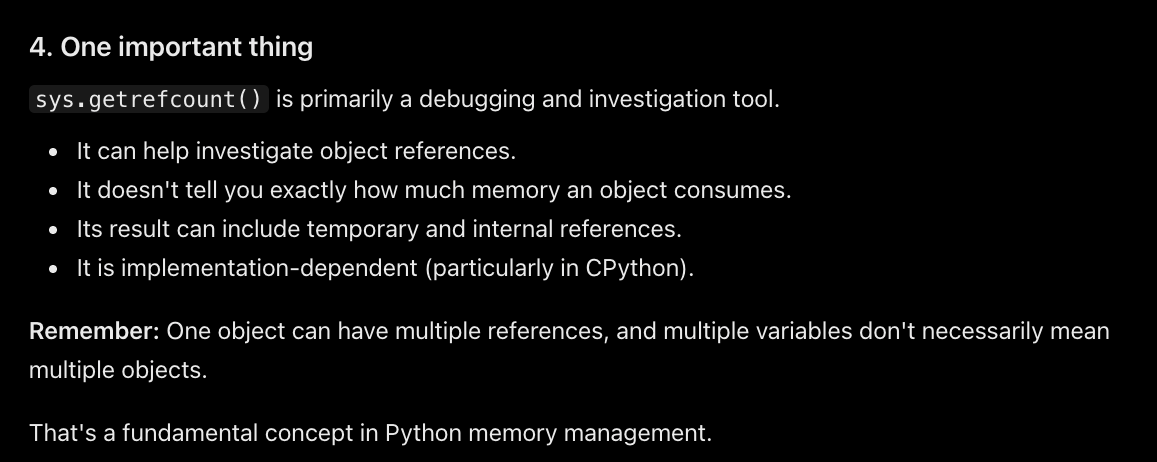 4. One important thing
sys.getrefcount() is primarily a debugging and investigation tool.
• It can help investigate object references.
• It doesn't tell you exactly how much memory an object consumes.
• Its result can include temporary and internal references.
• It is implementation-dependent (particularly in CPython).
Remember: One object can have multiple references, and multiple variables don't necessarily mean
multiple objects.
That's a fundamental concept in Python memory management.